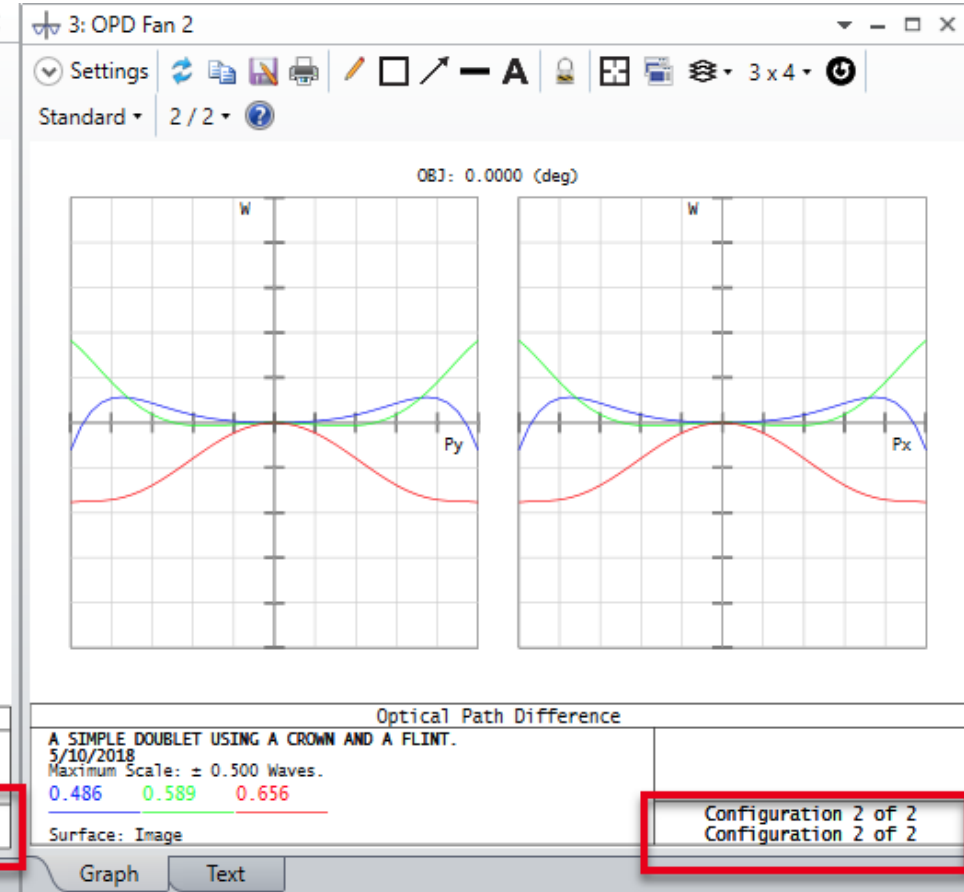 3: OPD Fan 2
Settings A 3 x 4
Standard 2 / 2 ?
OBJ: 0.0000 (deg)
W W
Py Px
Optical Path Difference
A SIMPLE DOUBLET USING A CROWN AND A FLINT.
5/10/2018
Maximum Scale: ± 0.500 Waves.
0.486 0.589 0.656
Surface: Image
Configuration 2 of 2
Configuration 2 of 2
Graph Text